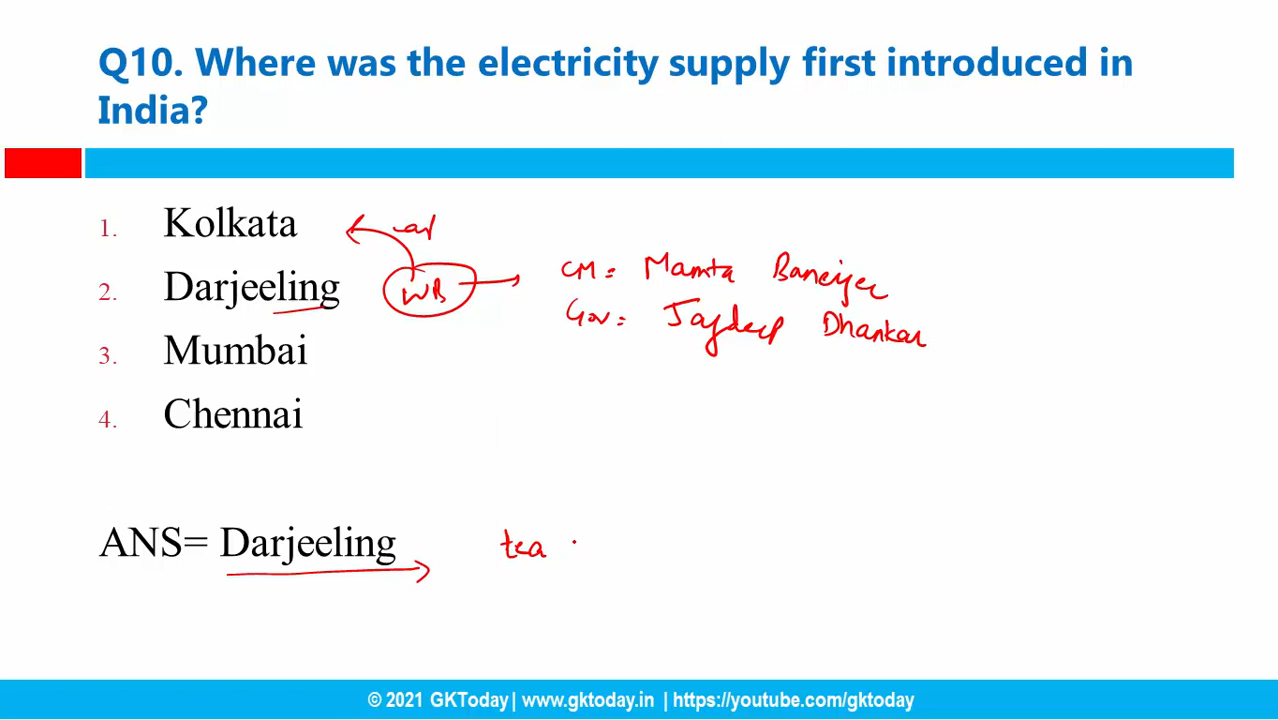 Q10. Where was the electricity supply first introduced in
India?
1. Kolkata
2. Darjeeling
WB
CM = Mamta Banerjee
Gov = Jagdeep Dhankar
3. Mumbai
4. Chennai
ANS= Darjeeling
tea
© 2021 GKToday| www.gktoday.in | https://youtube.com/gktoday